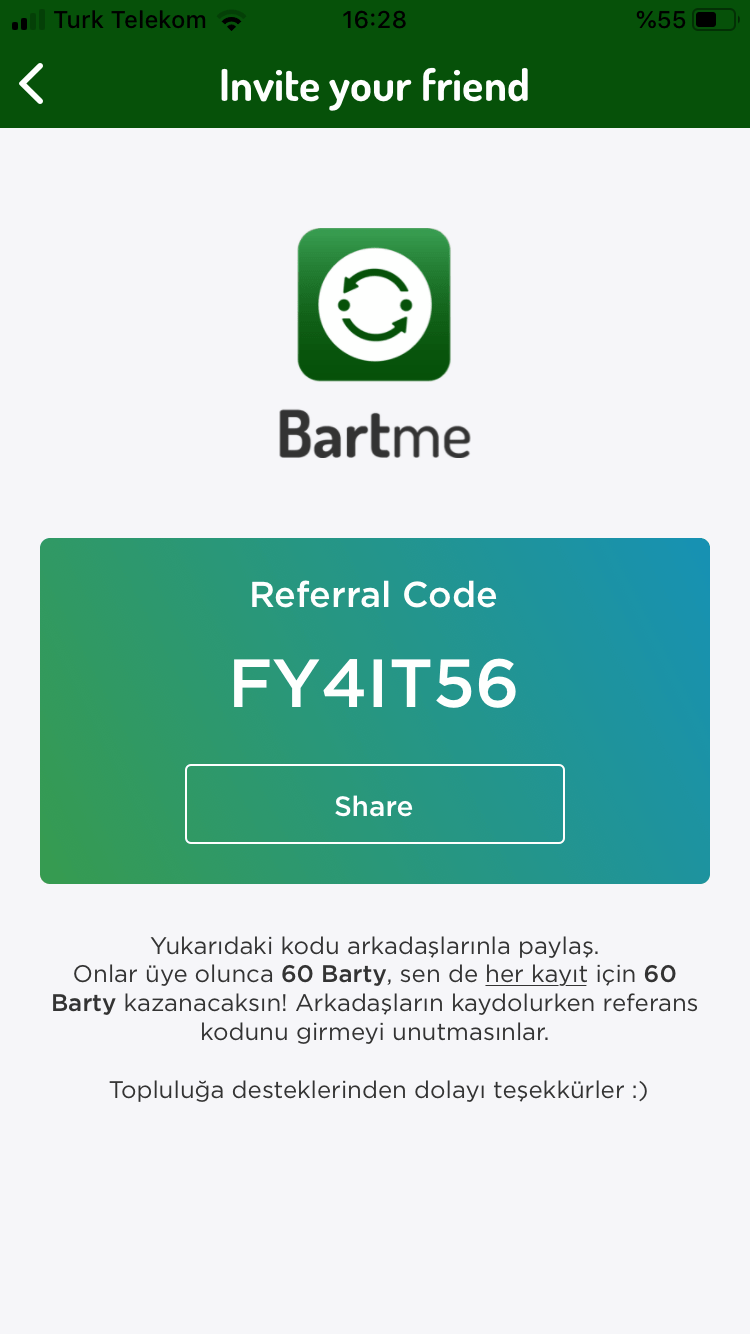 Turk Telekom 16:28 %55
Invite your friend
Bartme
Referral Code
FY4IT56
Share
Yukarıdaki kodu arkadaşlarınla paylaş.
Onlar üye olunca 60 Barty, sen de her kayıt için 60
Barty kazanacaksın! Arkadaşların kaydolurken referans
kodunu girmeyi unutmasınlar.
Topluluğa desteklerinden dolayı teşekkürler :)